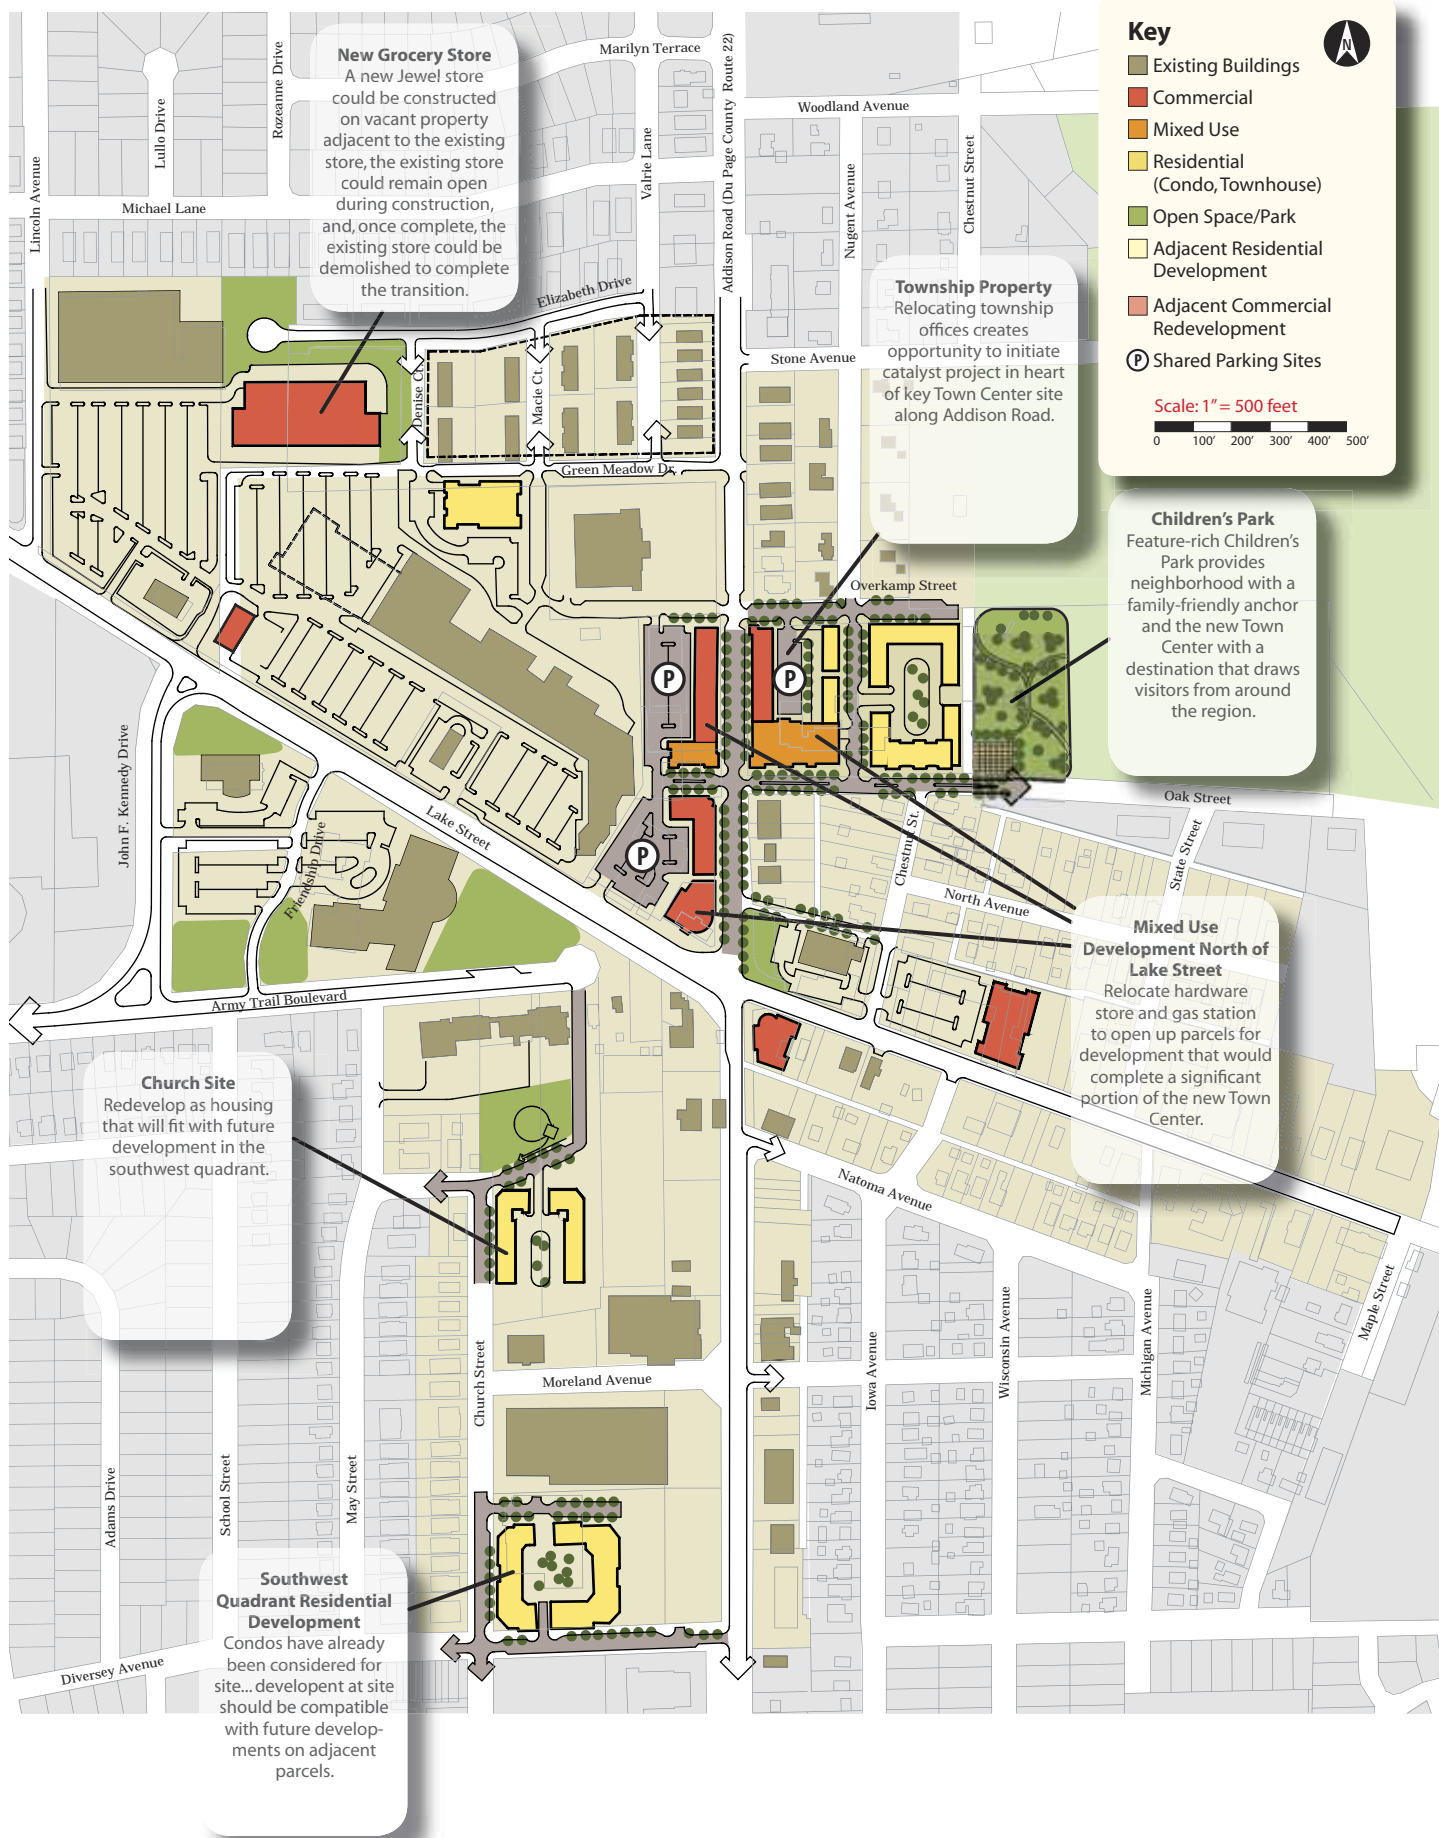 New Grocery Store
A new Jewel store
could be constructed
on vacant property
adjacent to the existing
store, the existing store
could remain open
during construction,
and, once complete, the
existing store could be
demolished to complete
the transition.
Key
N
Existing Buildings
Commercial
Mixed Use
Residential
(Condo, Townhouse)
Open Space/Park
Adjacent Residential
Development
Adjacent Commercial
Redevelopment
P Shared Parking Sites
Scale: 1” = 500 feet
0 100’ 200’ 300’ 400’ 500’
Township Property
Relocating township
offices creates
opportunity to initiate
catalyst project in heart
of key Town Center site
along Addison Road.
Children’s Park
Feature-rich Children’s
Park provides
neighborhood with a
family-friendly anchor
and the new Town
Center with a
destination that draws
visitors from around
the region.
Mixed Use
Development North of
Lake Street
Relocate hardware
store and gas station
to open up parcels for
development that would
complete a significant
portion of the new Town
Center.
Church Site
Redevelop as housing
that will fit with future
development in the
southwest quadrant.
Southwest
Quadrant Residential
Development
Condos have already
been considered for
site... developent at site
should be compatible
with future develop-
ments on adjacent
parcels.
Lincoln Avenue
Lullo Drive
Rozeanne Drive
Marilyn Terrace
Michael Lane
Valrie Lane
Addison Road (Du Page County Route 22)
Woodland Avenue
Nugent Avenue
Chestnut Street
Elizabeth Drive
Stone Avenue
Denise Ct.
Macie Ct.
Green Meadow Dr.
Overkamp Street
P
P
P
John F. Kennedy Drive
Friendship Drive
Lake Street
Oak Street
State Street
Chestnut St.
North Avenue
Army Trail Boulevard
Natoma Avenue
Maple Street
Church Street
Moreland Avenue
Iowa Avenue
Wisconsin Avenue
Michigan Avenue
Adams Drive
School Street
May Street
Diversey Avenue